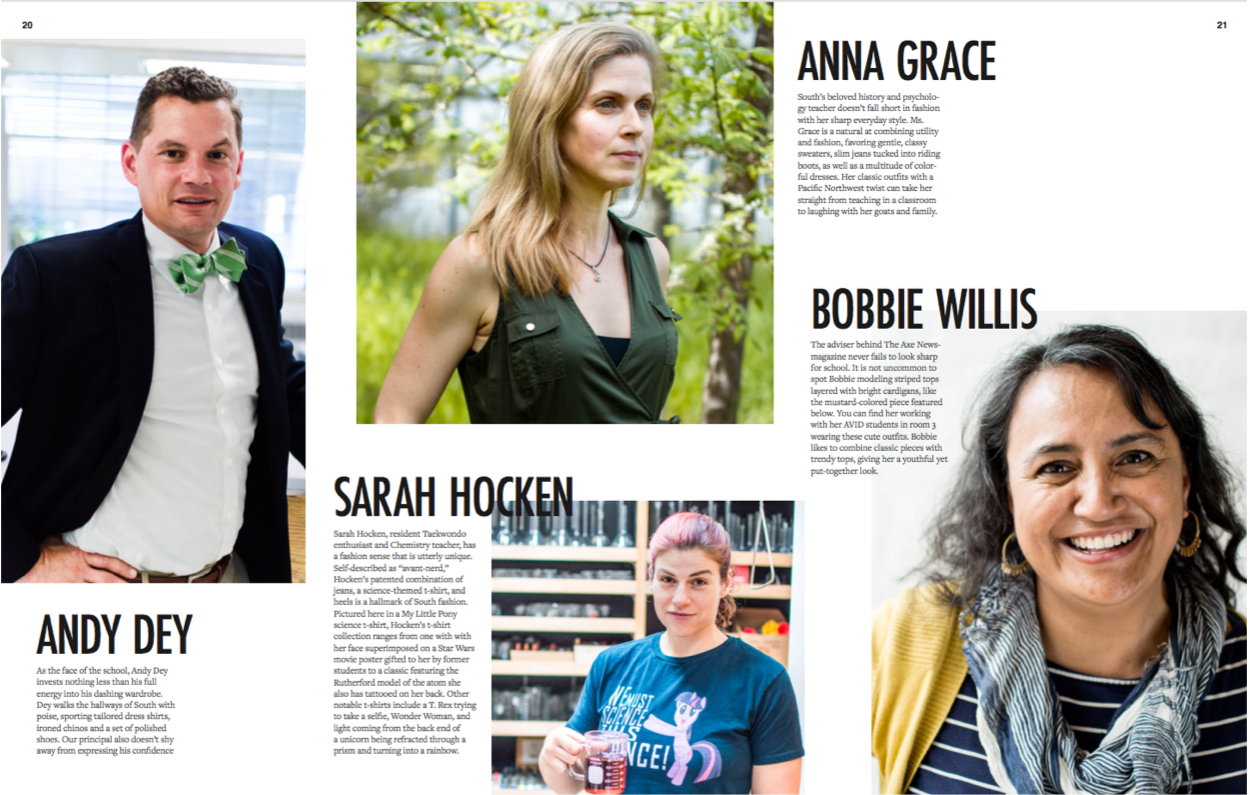 20
21
ANDY DEY
As the face of the school, Andy Dey
invests nothing less than his full
energy into his dashing wardrobe.
Dey walks the hallways of South with
poise, sporting tailored dress shirts,
ironed chinos and a set of polished
shoes. Our principal also doesn't shy
away from expressing his confidence
SARAH HOCKEN
Sarah Hocken, resident Taekwondo
enthusiast and Chemistry teacher, has
a fashion sense that is utterly unique.
Self-described as “avant-nerd,”
Hocken's patented combination of
jeans, a science-themed t-shirt, and
heels is a hallmark of South fashion.
Pictured here in a My Little Pony
science t-shirt, Hocken's t-shirt
collection ranges from one with with
her face superimposed on a Star Wars
movie poster gifted to her by former
students to a classic featuring the
Rutherford model of the atom she
also has tattooed on her back. Other
notable t-shirts include a T. Rex trying
to take a selfie, Wonder Woman, and
light coming from the back end of
a unicorn being refracted through a
prism and turning into a rainbow.
WE MUST
SCIENCE
THIS
NCE!
ANNA GRACE
South's beloved history and psycholo-
gy teacher doesn't fall short in fashion
with her sharp everyday style. Ms.
Grace is a natural at combining utility
and fashion, favoring gentle, classy
sweaters, slim jeans tucked into riding
boots, as well as a multitude of color-
ful dresses. Her classic outfits with a
Pacific Northwest twist can take her
straight from teaching in a classroom
to laughing with her goats and family.
BOBBIE WILLIS
The adviser behind The Axe News-
magazine never fails to look sharp
for school. It is not uncommon to
spot Bobbie modeling striped tops
layered with bright cardigans, like
the mustard-colored piece featured
below. You can find her working
with her AVID students in room 3
wearing these cute outfits. Bobbie
likes to combine classic pieces with
trendy tops, giving her a youthful yet
put-together look.